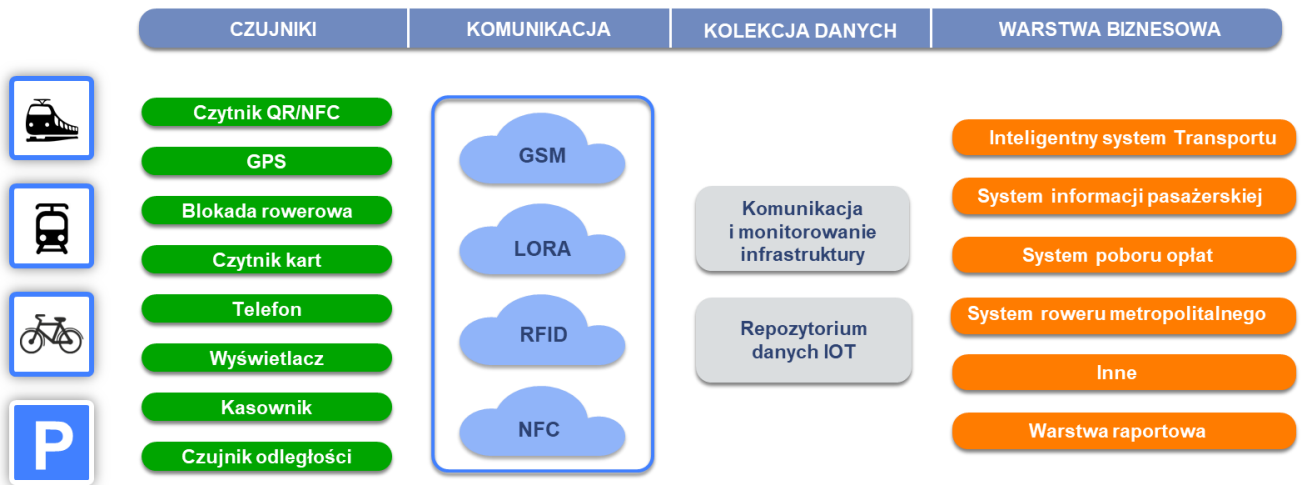 CZUJNIKI
KOMUNIKACJA
KOLEKCJA DANYCH
WARSTWA BIZNESOWA
Czytnik QR/NFC
GPS
Blokada rowerowa
Czytnik kart
Telefon
Wyświetlacz
Kasownik
Czujnik odległości
GSM
LORA
RFID
NFC
Komunikacja
i monitorowanie
infrastruktury
Repozytorium
danych IOT
Inteligentny system Transportu
System informacji pasażerskiej
System poboru opłat
System roweru metropolitalnego
Inne
Warstwa raportowa
P